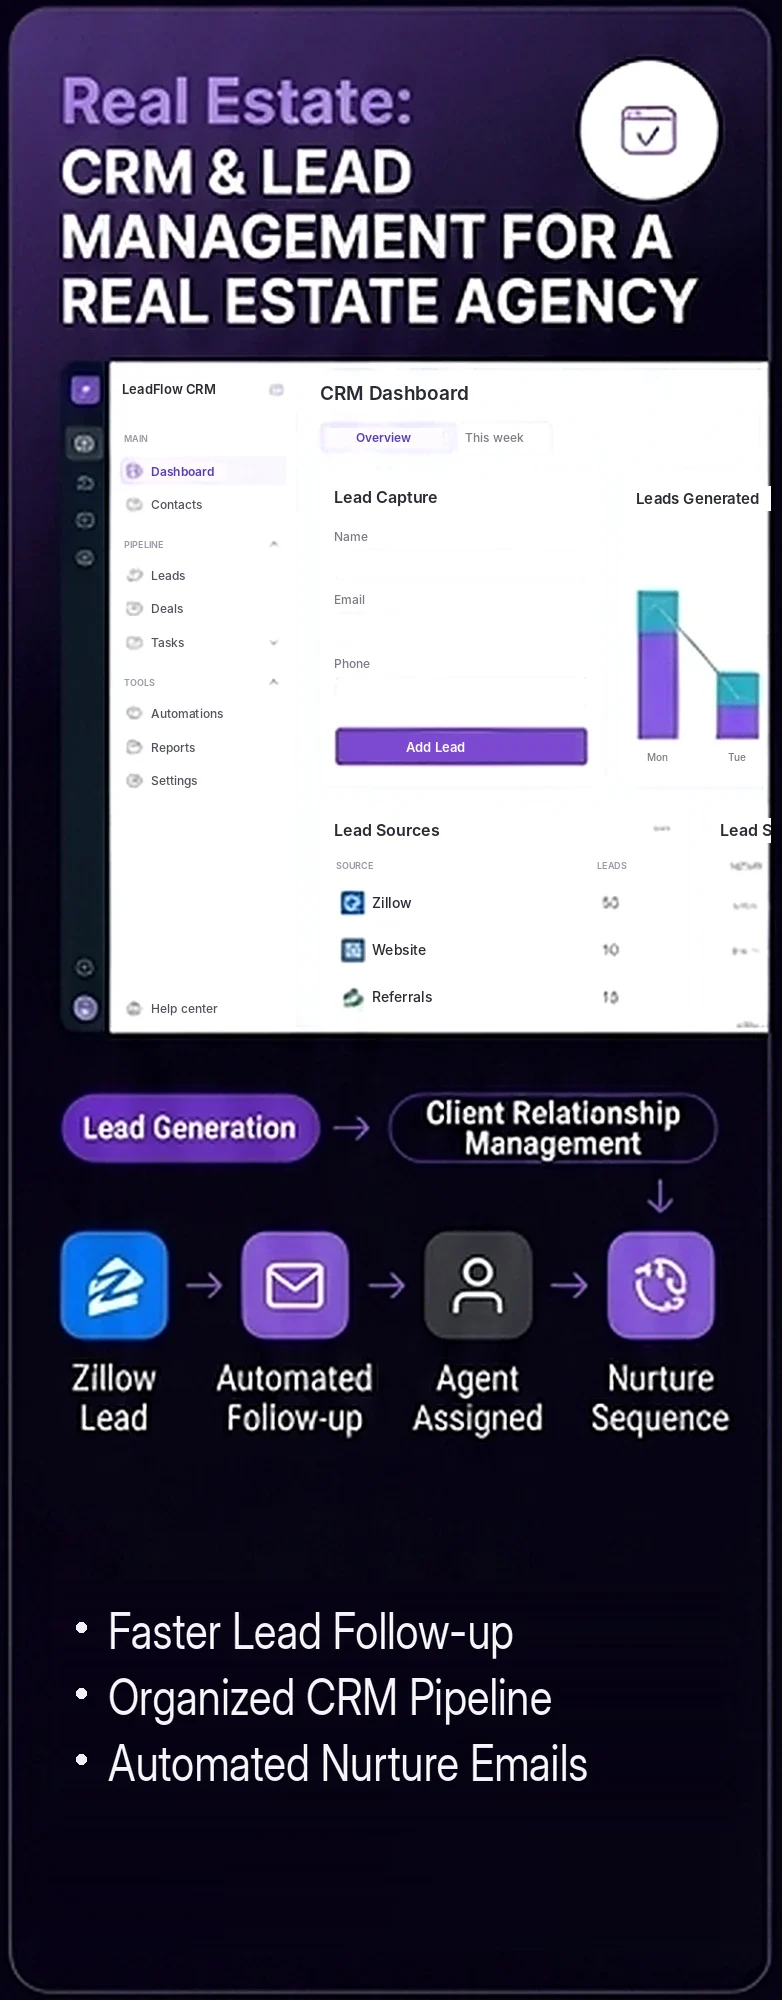 Real Estate:
CRM & LEAD
MANAGEMENT FOR A
REAL ESTATE AGENCY
LeadFlow CRM
MAIN
Dashboard
Contacts
PIPELINE
Leads
Deals
Tasks
TOOLS
Automations
Reports
Settings
Help center
CRM Dashboard
Overview
This week
Lead Capture
Name
Email
Phone
Add Lead
Leads Generated
Mon
Tue
Lead Sources
SOURCE LEADS
Zillow 50
Website 10
Referrals 15
Lead S
Lead Generation
Client Relationship
Management
Zillow
Lead
Automated
Follow-up
Agent
Assigned
Nurture
Sequence
• Faster Lead Follow-up
• Organized CRM Pipeline
• Automated Nurture Emails